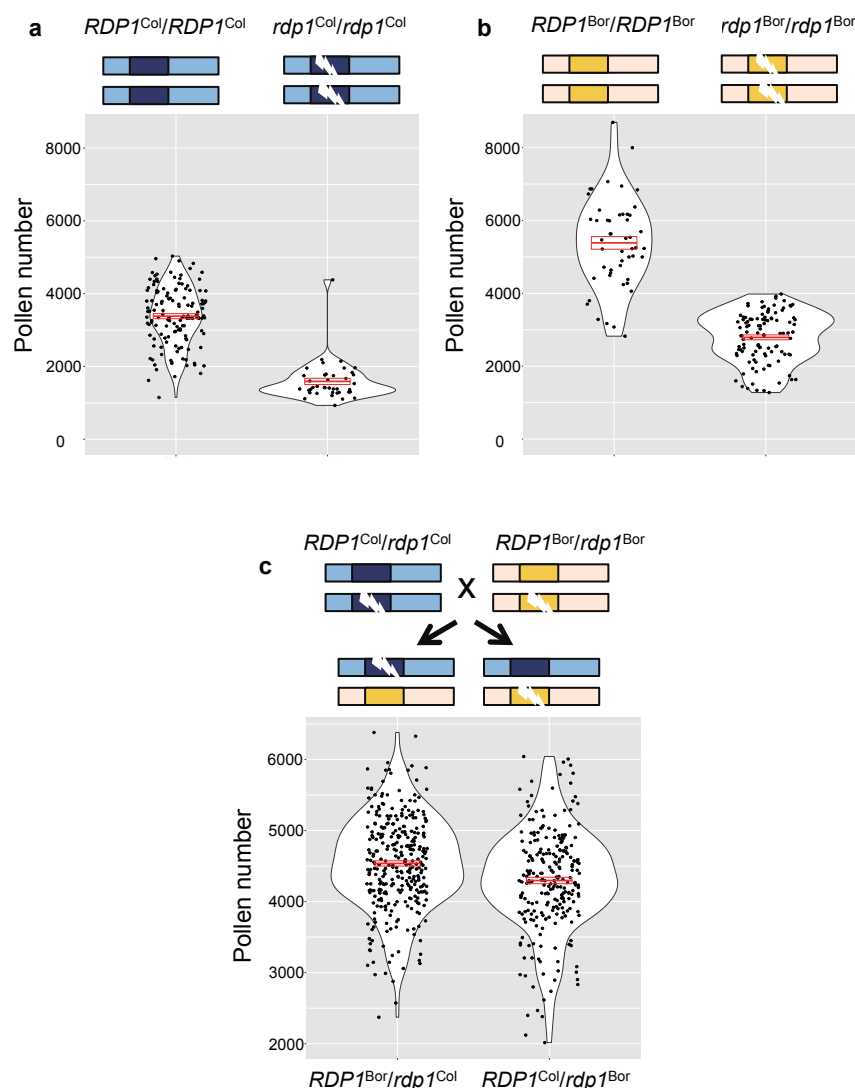 a
RDP1Col/RDP1Col
rdp1Col/rdp1Col
Pollen number
8000
6000
4000
2000
0
b
RDP1Bor/RDP1Bor
rdp1Bor/rdp1Bor
Pollen number
8000
6000
4000
2000
0
c
RDP1Col/rdp1Col
RDP1Bor/rdp1Bor
X
Pollen number
6000
5000
4000
3000
2000
RDP1Bor/rdp1Col
RDP1Col/rdp1Bor